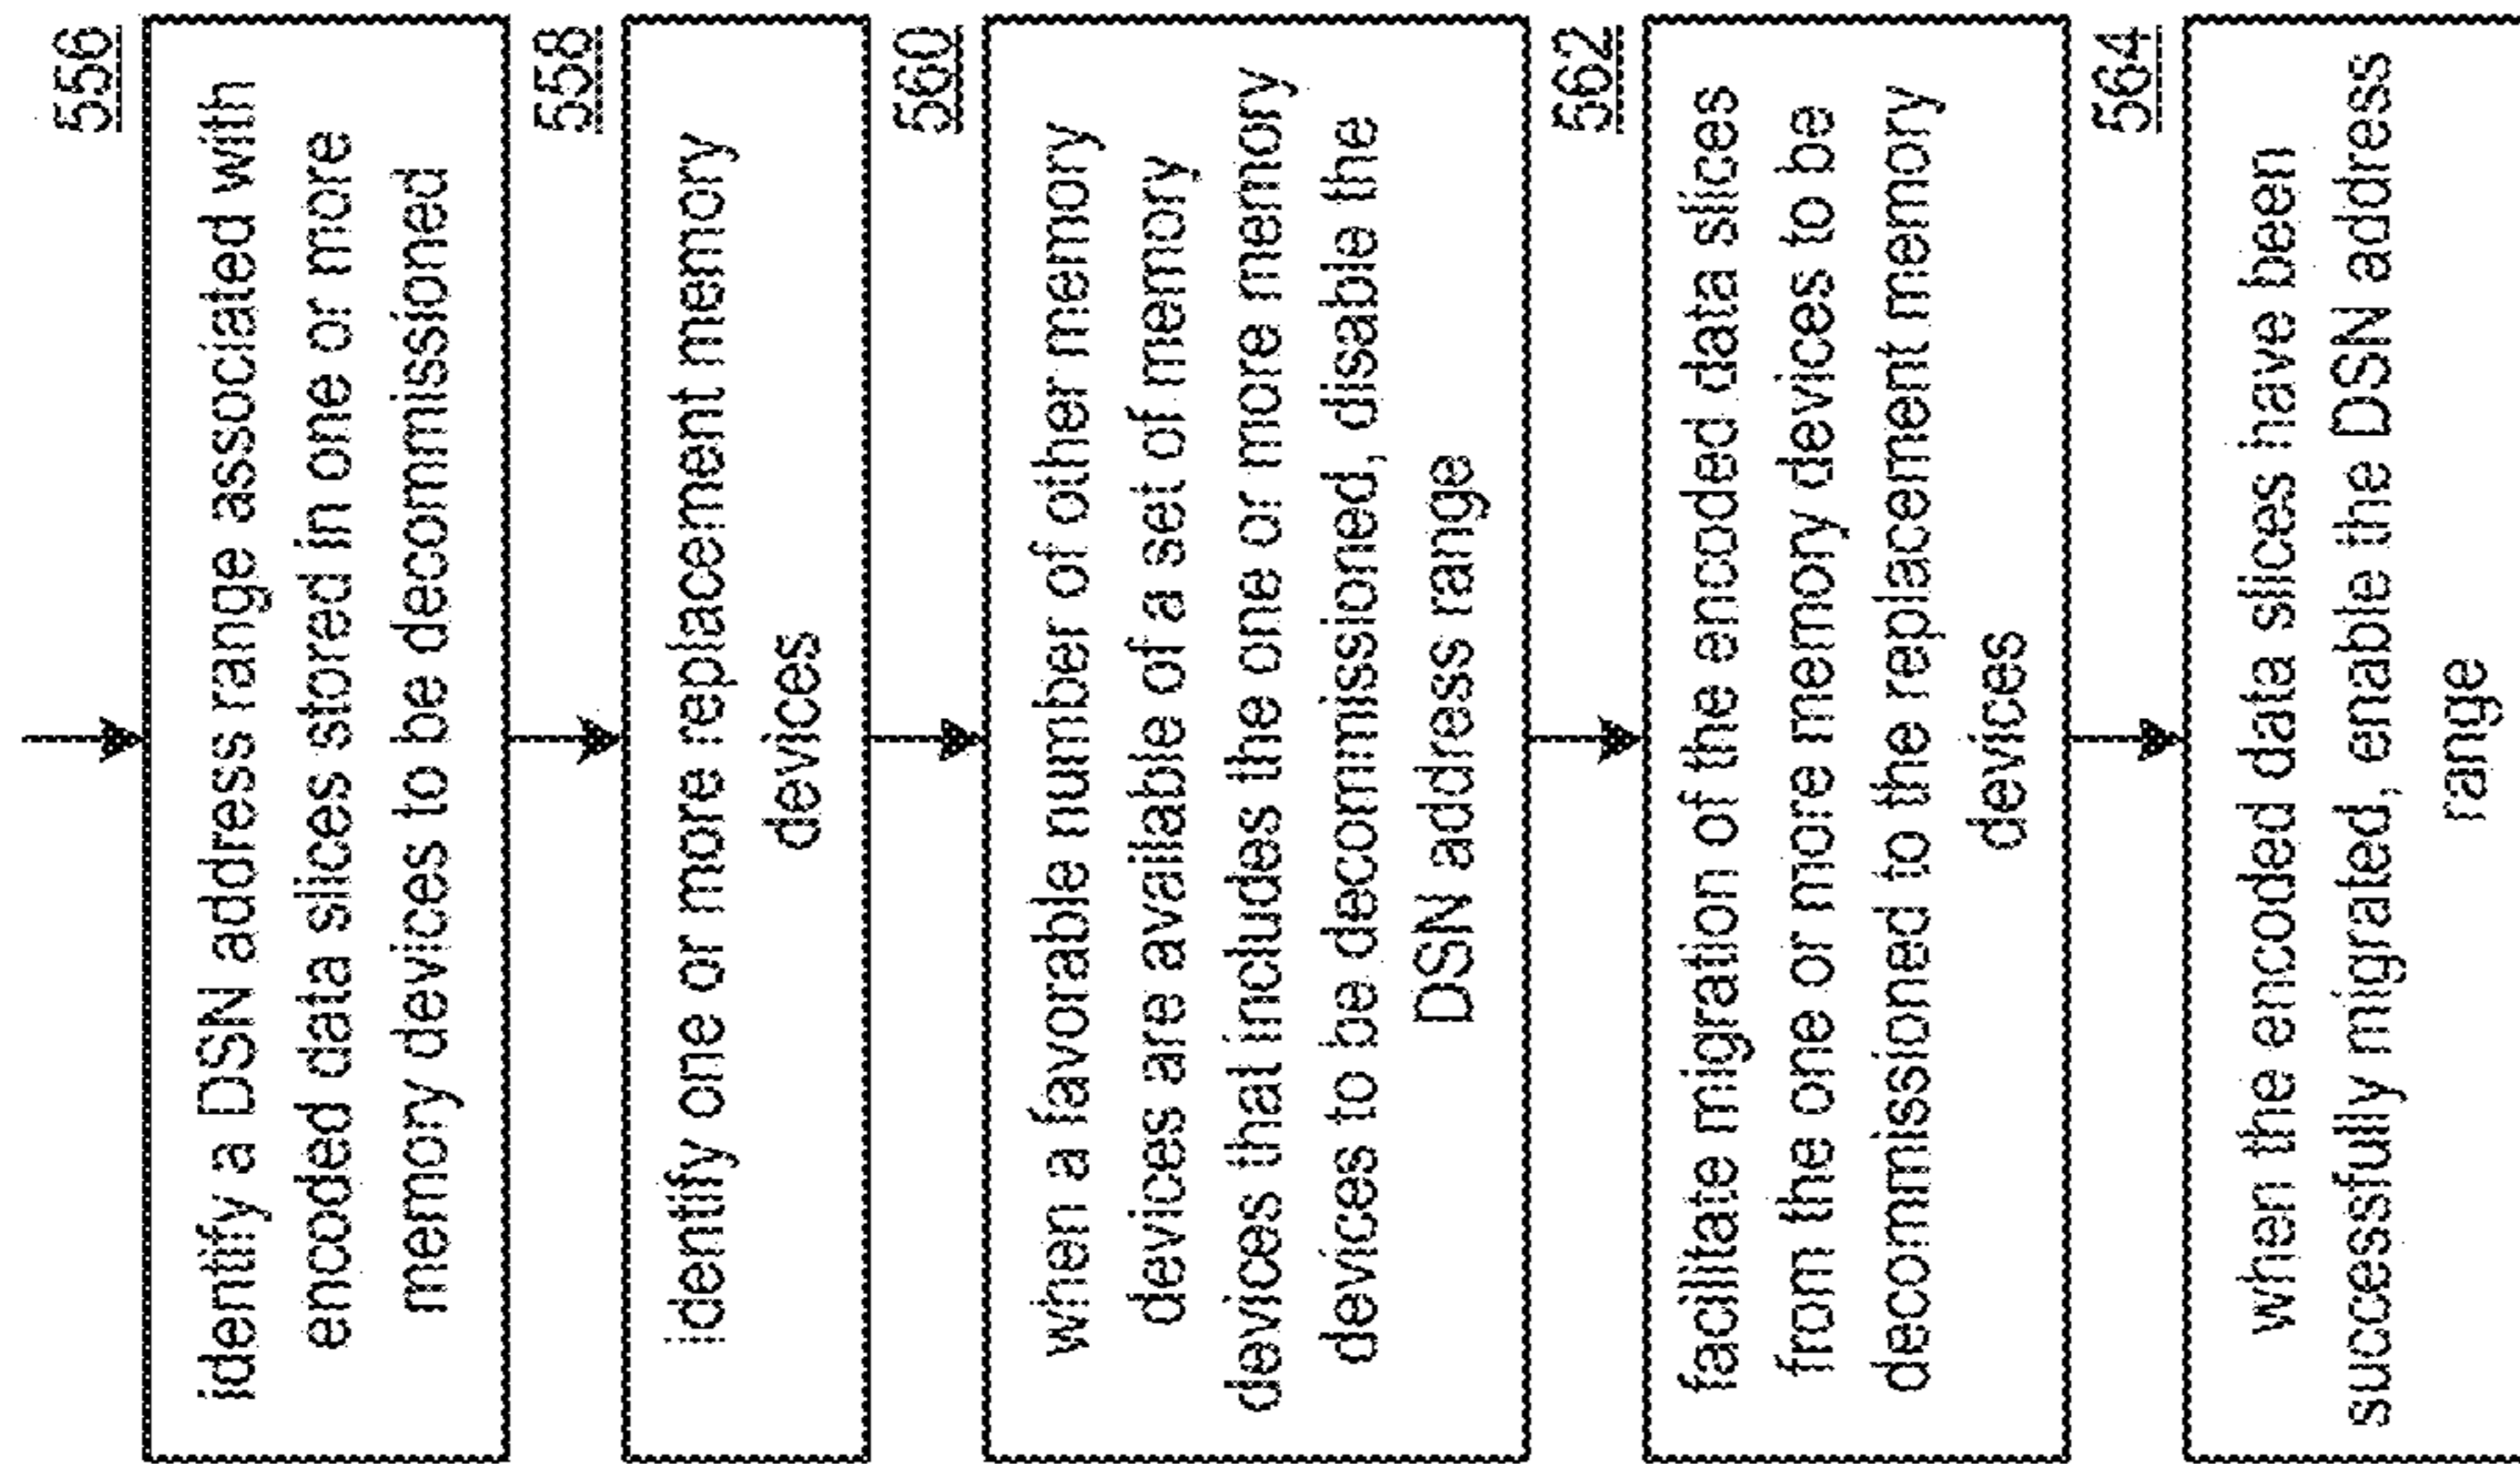 556
identify a DSN address range associated with
encoded data slices stored in one or more
memory devices to be decommissioned
558
identify one or more replacement memory
devices
560
when a favorable number of other memory
devices are available of a set of memory
devices that includes the one or more memory
devices to be decommissioned, disable the
DSN address range
562
facilitate migration of the encoded data slices
from the one or more memory devices to be
decommissioned to the replacement memory
devices
564
when the encoded data slices have been
successfully migrated, enable the DSN address
range